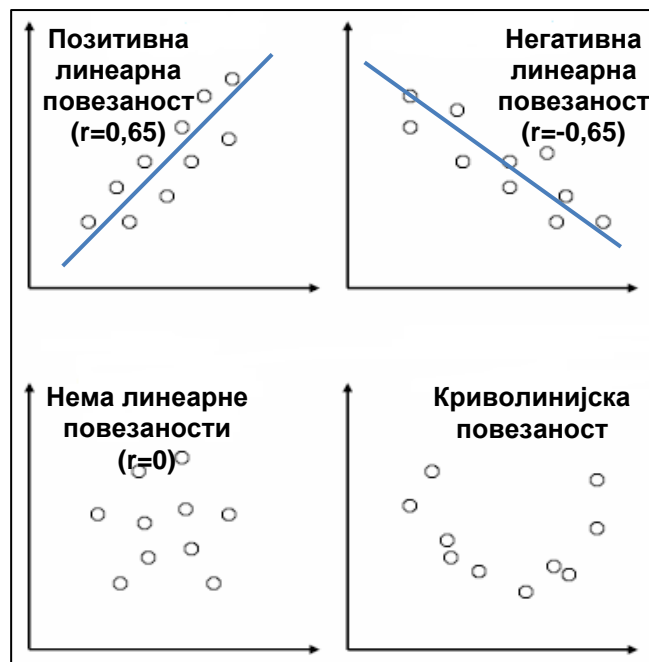 Позитивна
линеарна
повезаност
(r=0,65)
Негативна
линеарна
повезаност
(r=-0,65)
Нема линеарне
повезаности
(r=0)
Криволинијска
повезаност